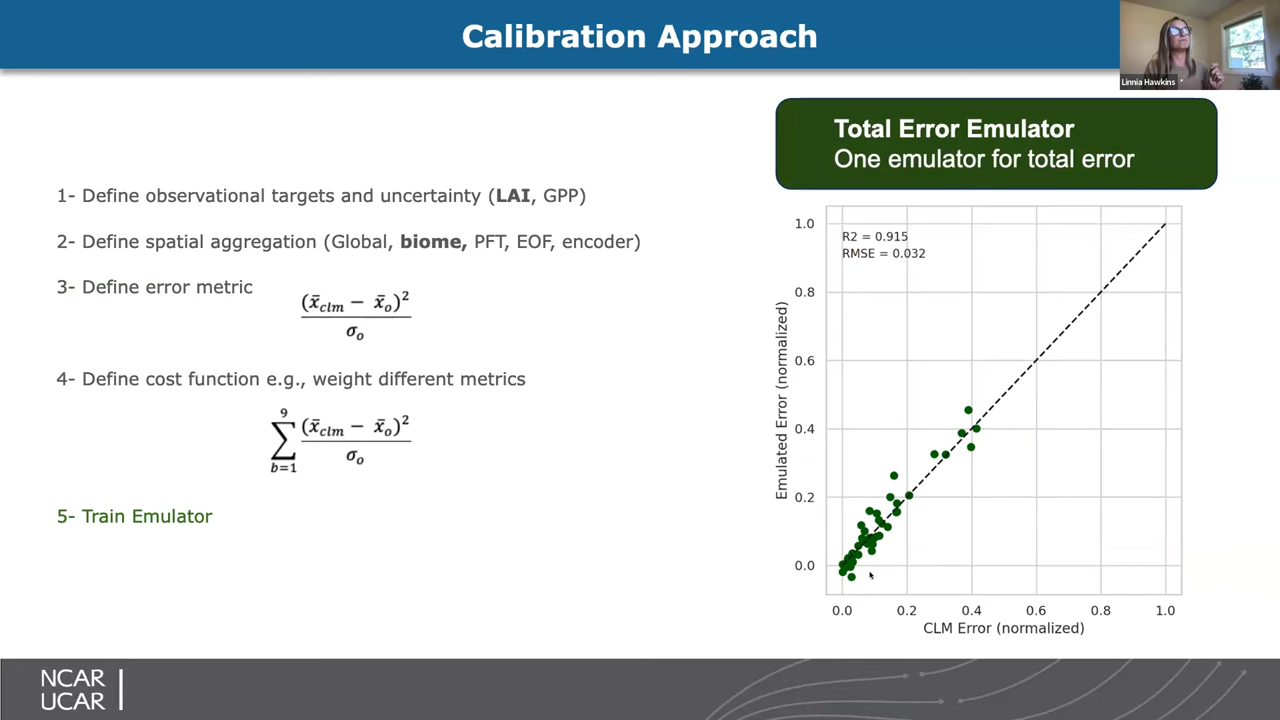 Calibration Approach
Linnia Hawkins
Total Error Emulator
One emulator for total error
1- Define observational targets and uncertainty (LAI, GPP)
2- Define spatial aggregation (Global, biome, PFT, EOF, encoder)
3- Define error metric
(x̄clm − x̄o)²
σo
4- Define cost function e.g., weight different metrics
9
∑ (x̄clm − x̄o)²
b=1 σo
5- Train Emulator
R2 = 0.915
RMSE = 0.032
Emulated Error (normalized)
1.0
0.8
0.6
0.4
0.2
0.0
0.0 0.2 0.4 0.6 0.8 1.0
CLM Error (normalized)
NCAR
UCAR